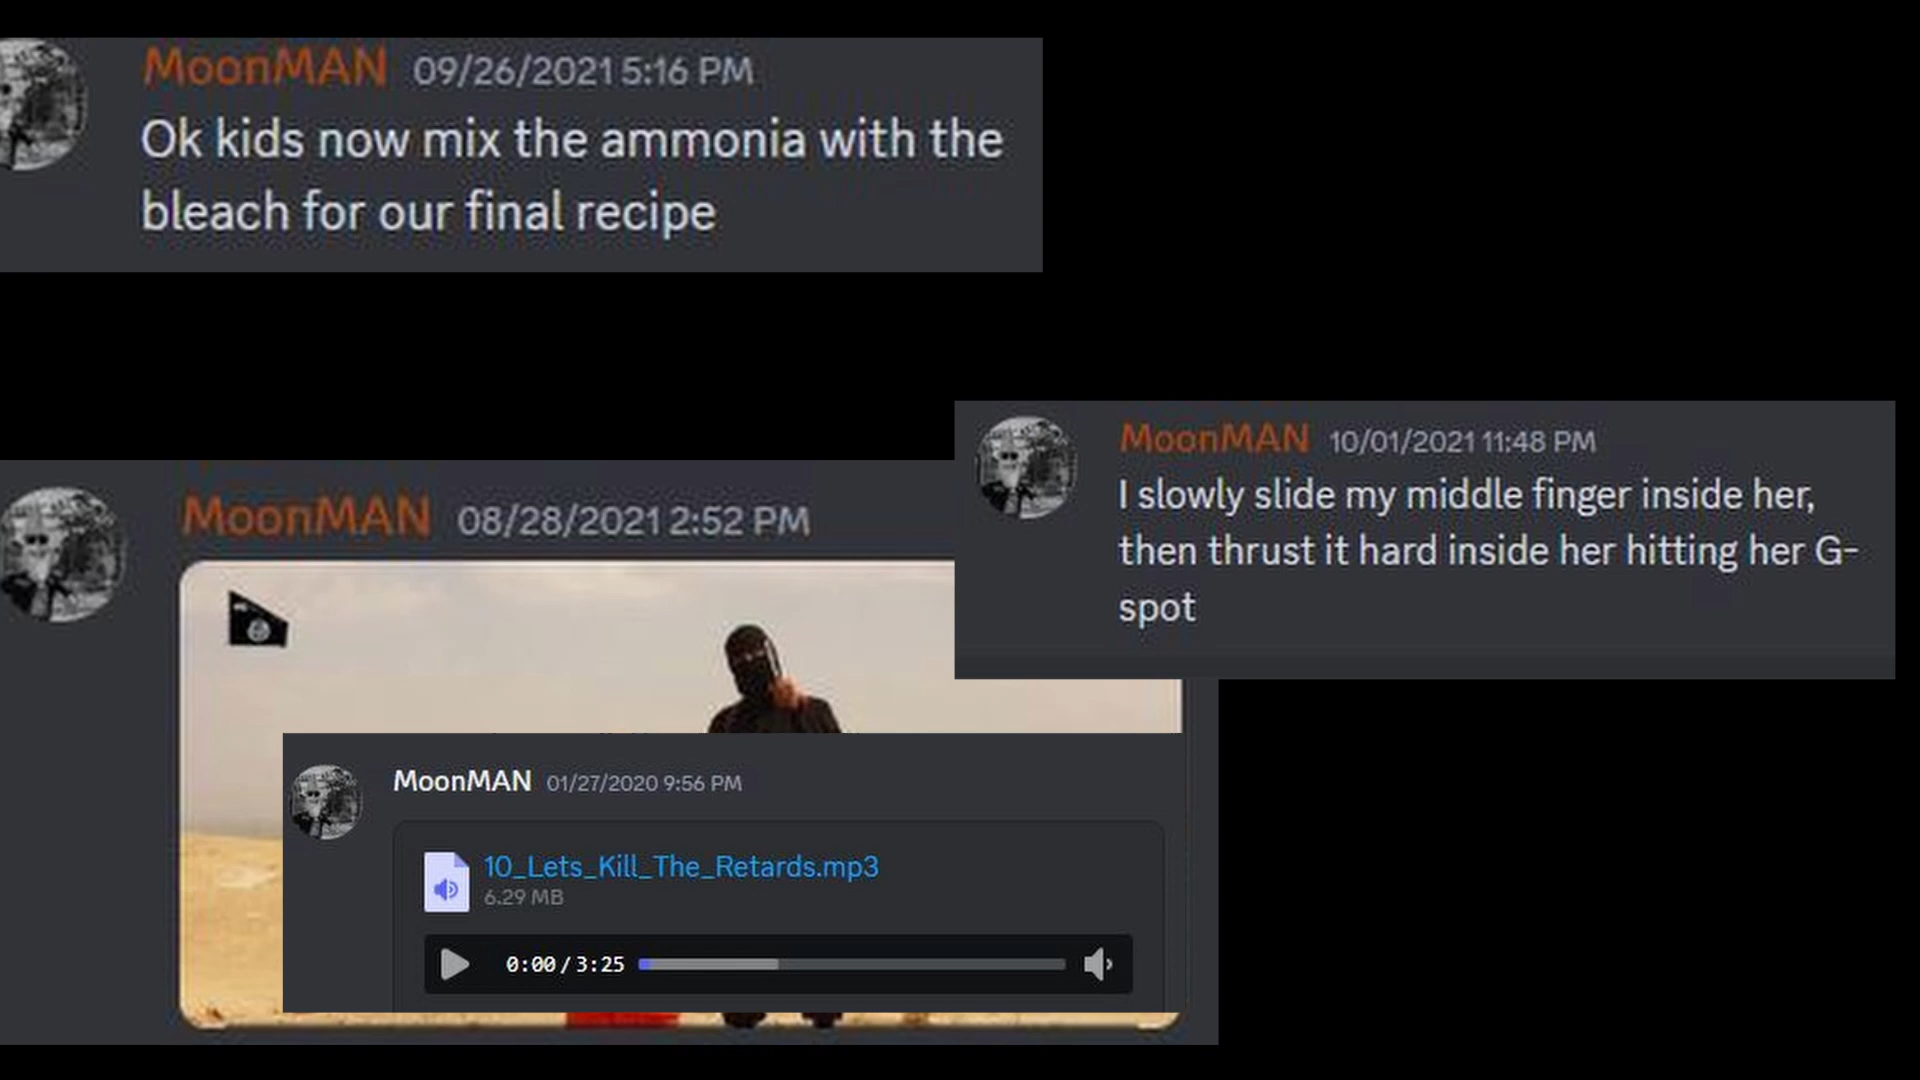 MoonMAN 09/26/2021 5:16 PM
Ok kids now mix the ammonia with the
bleach for our final recipe
MoonMAN 10/01/2021 11:48 PM
I slowly slide my middle finger inside her,
then thrust it hard inside her hitting her G-
spot
MoonMAN 08/28/2021 2:52 PM
MoonMAN 01/27/2020 9:56 PM
10_Lets_Kill_The_Retards.mp3
6.29 MB
0:00 / 3:25